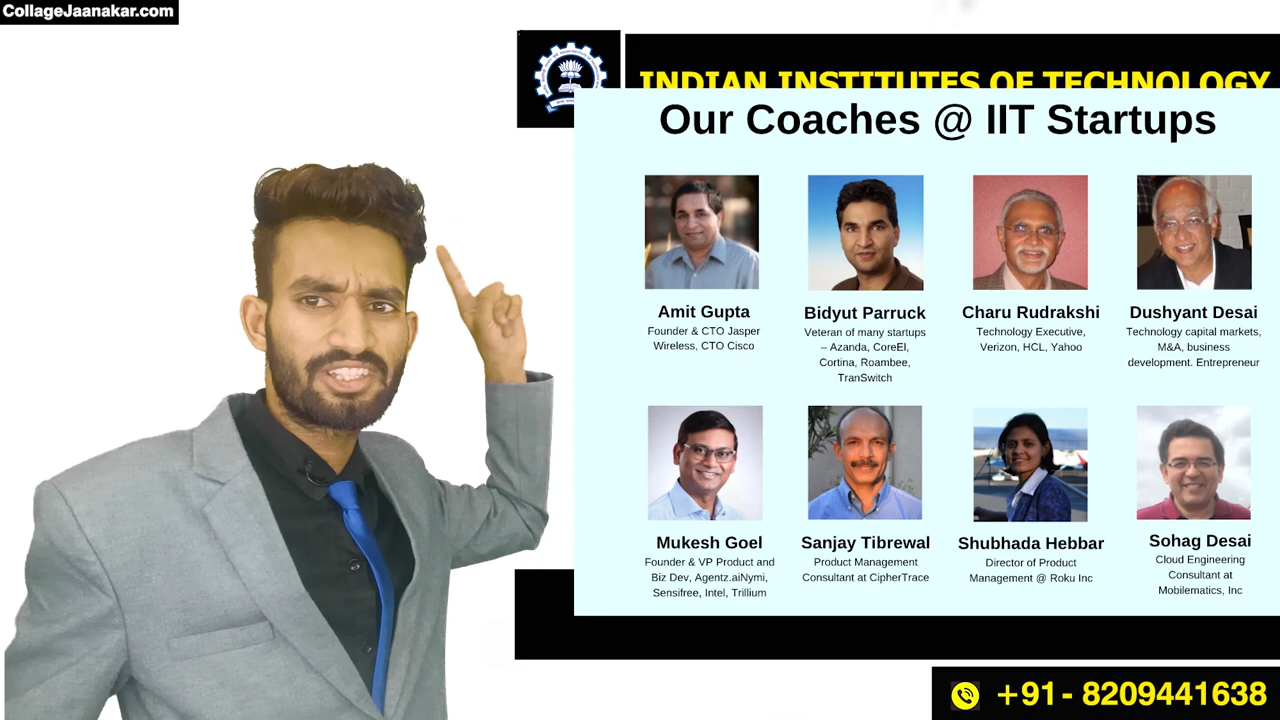 CollageJaanakar.com
INDIAN INSTITUTES OF TECHNOLOGY
Our Coaches @ IIT Startups
Amit Gupta
Founder & CTO Jasper
Wireless, CTO Cisco
Bidyut Parruck
Veteran of many startups
– Azanda, CoreEl,
Cortina, Roambee,
TranSwitch
Charu Rudrakshi
Technology Executive,
Verizon, HCL, Yahoo
Dushyant Desai
Technology capital markets,
M&A, business
development. Entrepreneur
Mukesh Goel
Founder & VP Product and
Biz Dev, Agentz.aiNymi,
Sensifree, Intel, Trillium
Sanjay Tibrewal
Product Management
Consultant at CipherTrace
Shubhada Hebbar
Director of Product
Management @ Roku Inc
Sohag Desai
Cloud Engineering
Consultant at
Mobilematics, Inc
+91 - 8209441638